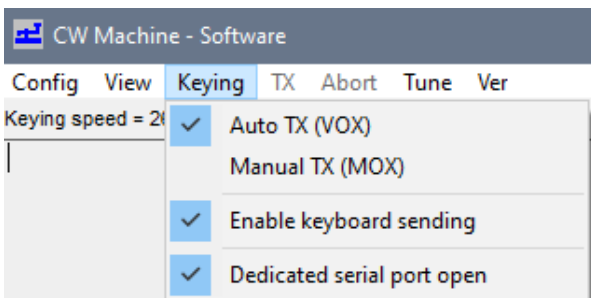 CW Machine - Software
Config View Keying TX Abort Tune Ver
Keying speed =
Auto TX (VOX)
Manual TX (MOX)
Enable keyboard sending
Dedicated serial port open